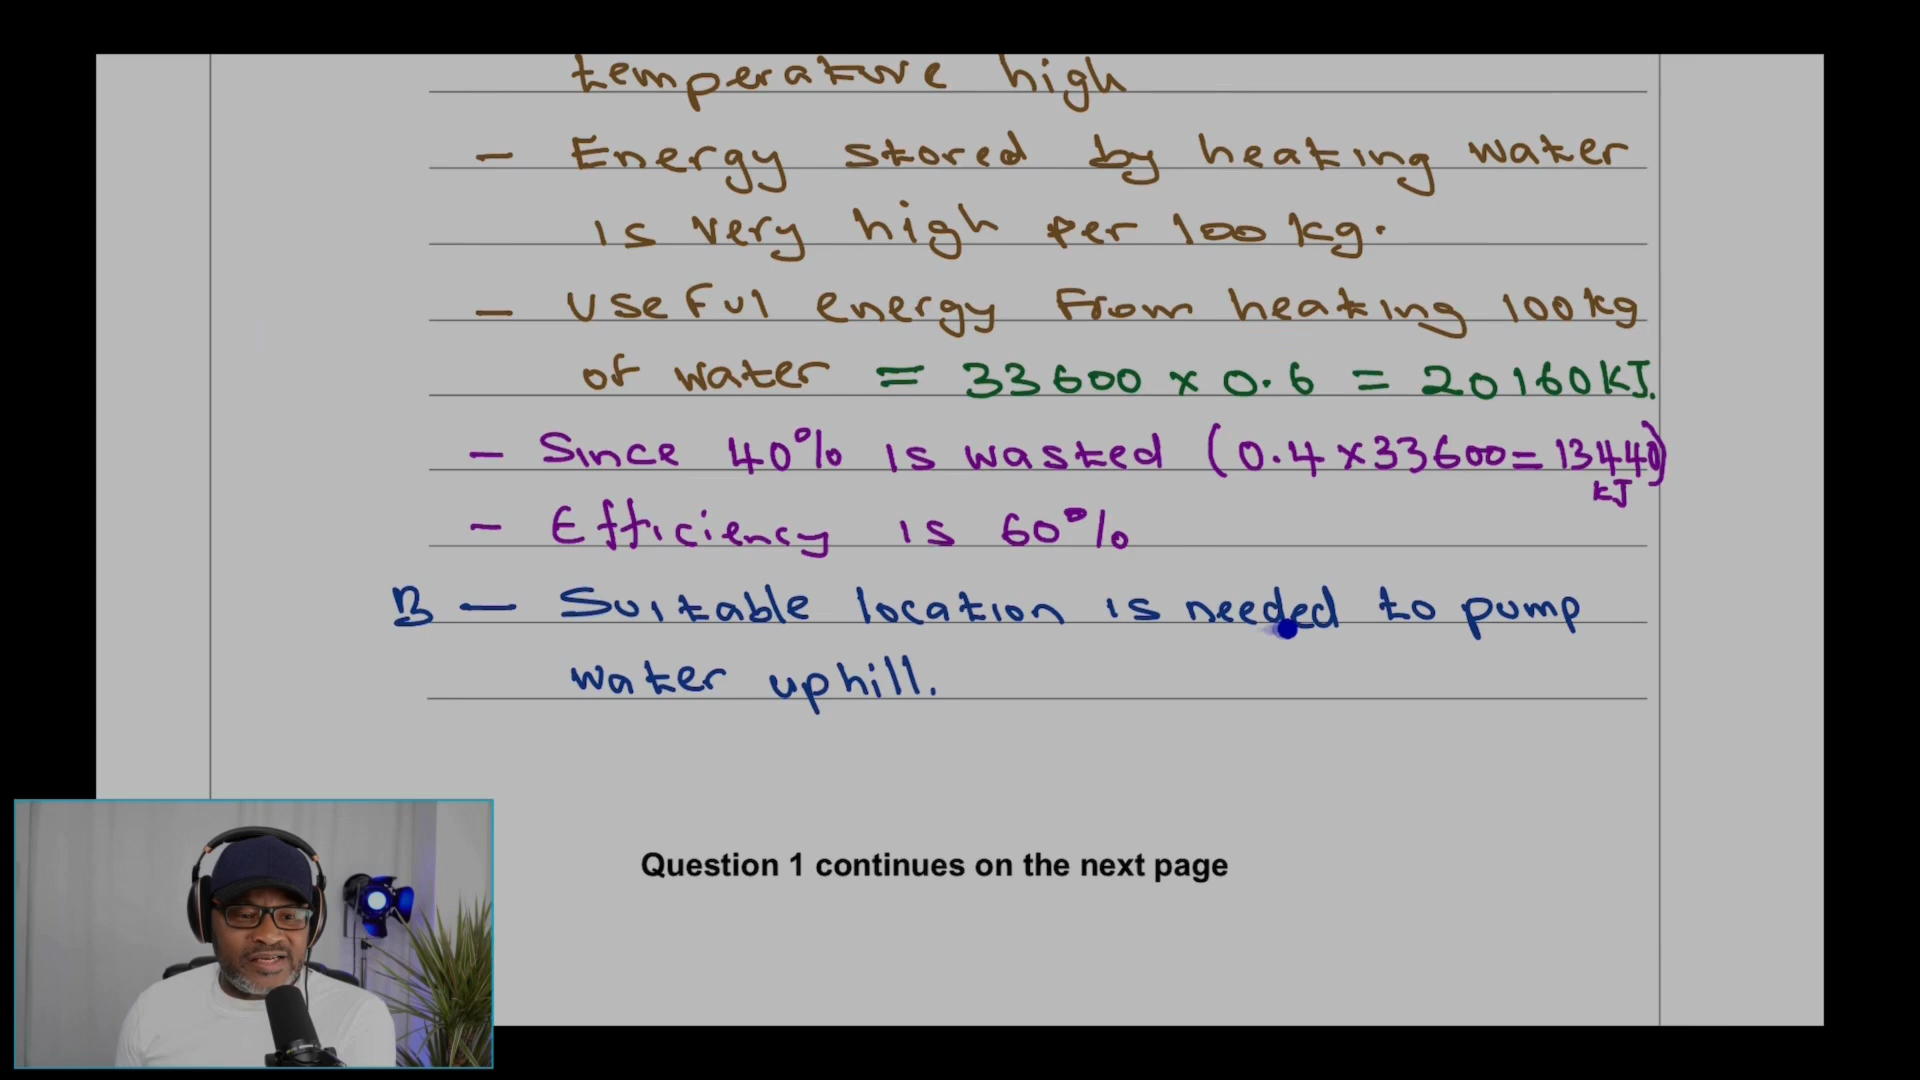 temperature high
- Energy stored by heating water
is very high per 100kg.
- Useful energy from heating 100kg
of water = 33600 x 0.6 = 20160KJ.
- Since 40% is wasted (0.4 x 33600 = 13440)
kJ
- Efficiency is 60%
B - Suitable location is needed to pump
water uphill.
Question 1 continues on the next page